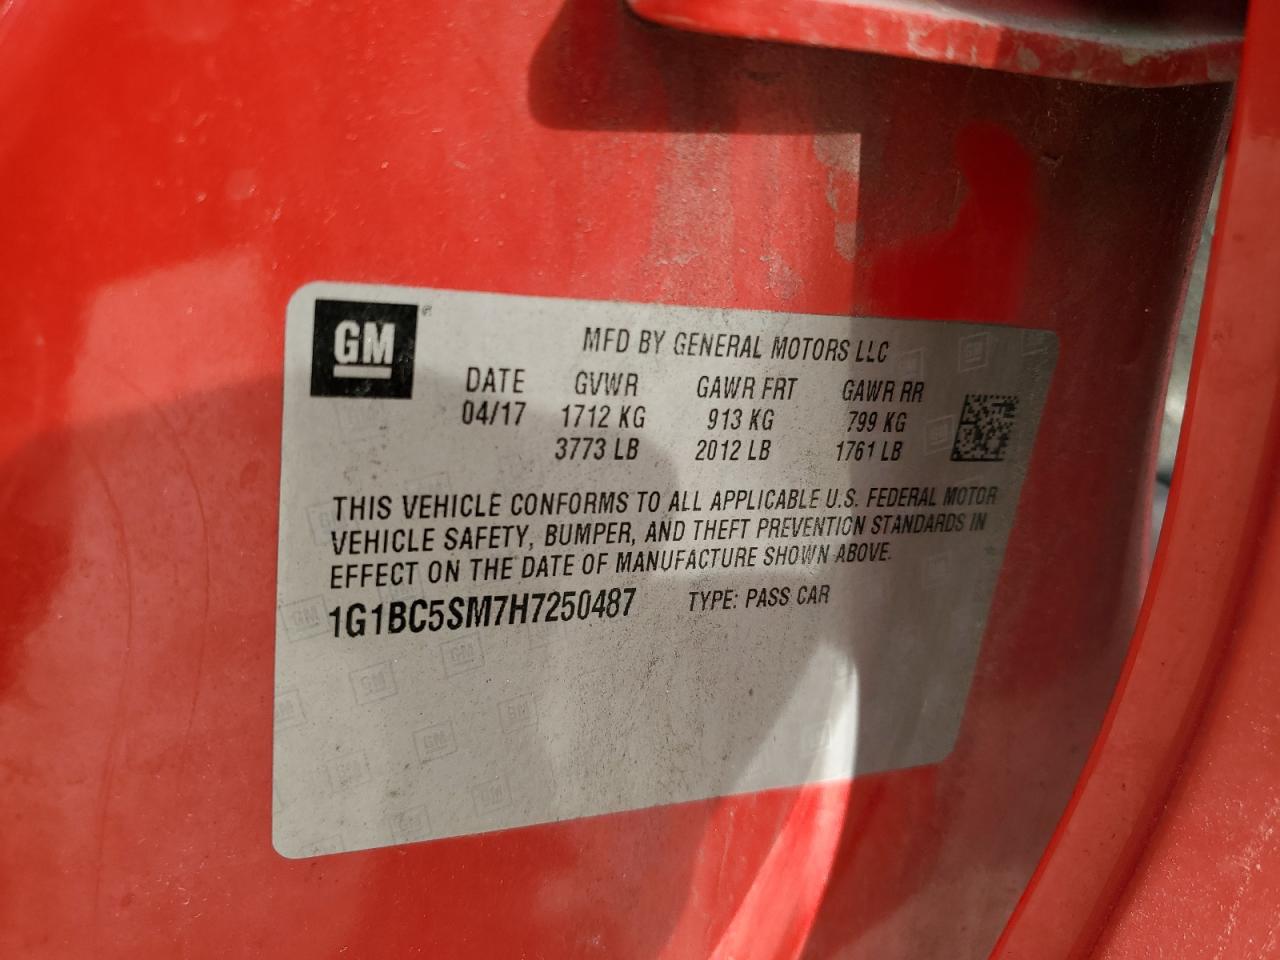 GM
MFD BY GENERAL MOTORS LLC
DATE GVWR GAWR FRT GAWR RR
04/17 1712 KG 913 KG 799 KG
3773 LB 2012 LB 1761 LB
THIS VEHICLE CONFORMS TO ALL APPLICABLE U.S. FEDERAL MOTOR
VEHICLE SAFETY, BUMPER, AND THEFT PREVENTION STANDARDS IN
EFFECT ON THE DATE OF MANUFACTURE SHOWN ABOVE.
1G1BC5SM7H7250487 TYPE: PASS CAR